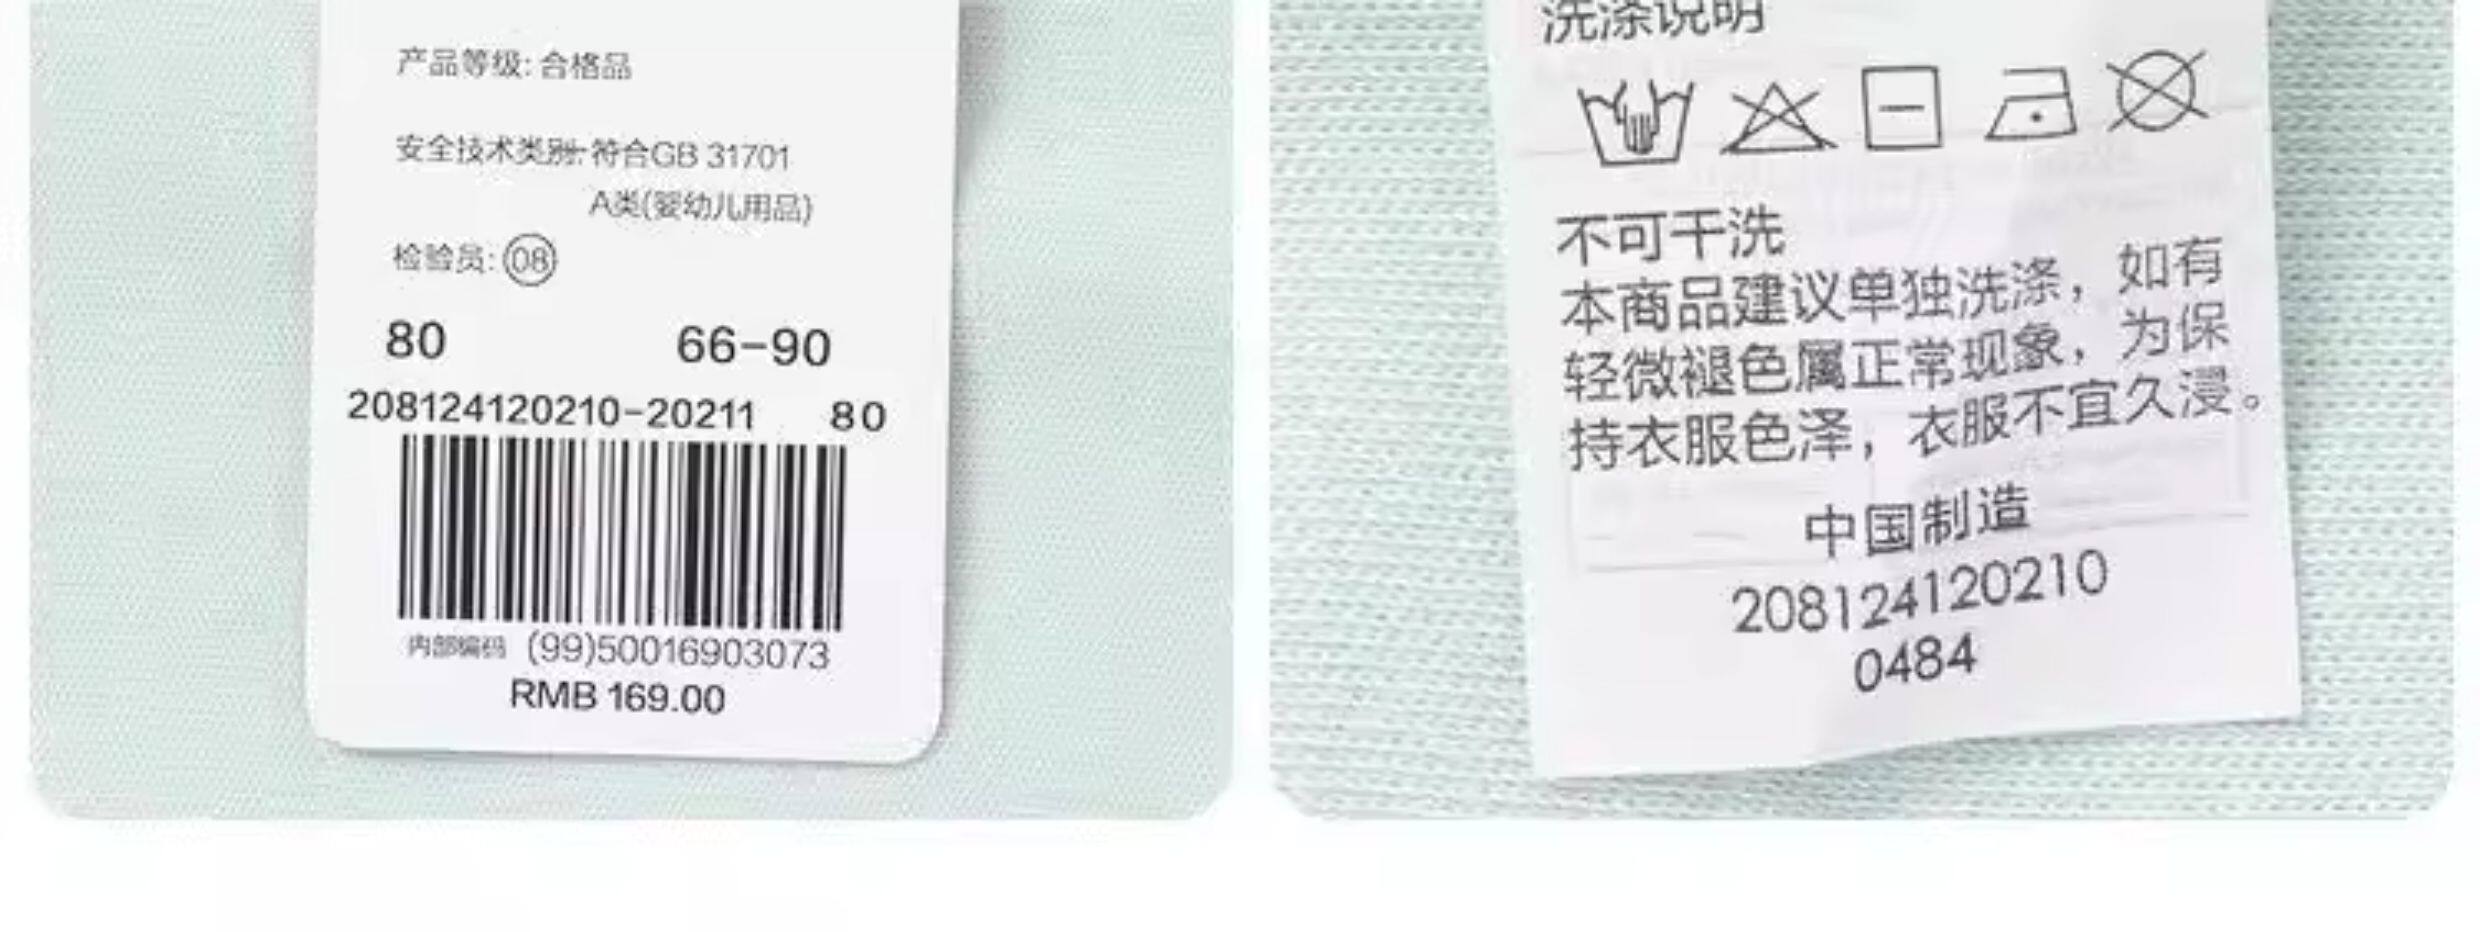 产品等级: 合格品
安全技术类别: 符合GB 31701
A类(婴幼儿用品)
检验员: 08
80 66-90
208124120210-20211 80
内部编码 (99)50016903073
RMB 169.00
洗涤说明
不可干洗
本商品建议单独洗涤，如有
轻微褪色属正常现象，为保
持衣服色泽，衣服不宜久浸。
中国制造
208124120210
0484